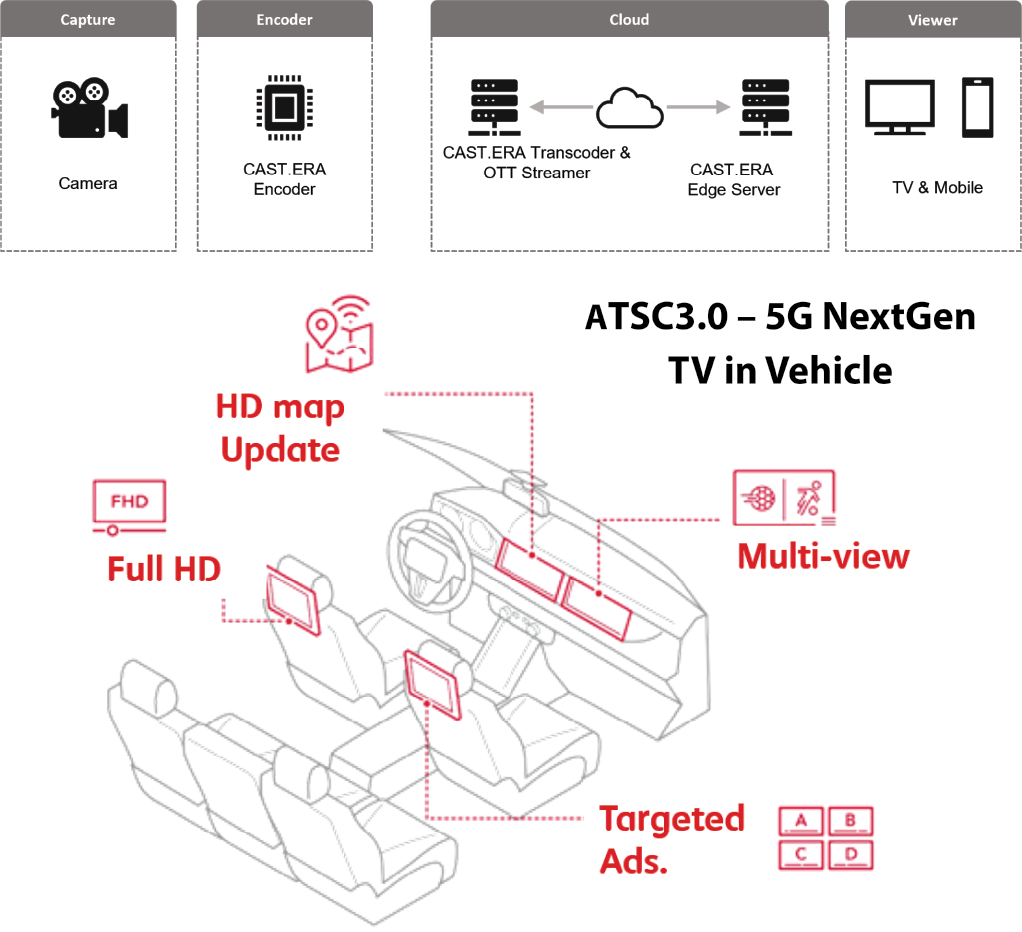 Capture
Encoder
Cloud
Viewer
Camera
CAST.ERA
Encoder
CAST.ERA Transcoder &
OTT Streamer
CAST.ERA
Edge Server
TV & Mobile
ATSC3.0 – 5G NextGen
TV in Vehicle
HD map
Update
FHD
Full HD
Multi-view
Targeted
Ads.
A B
C D